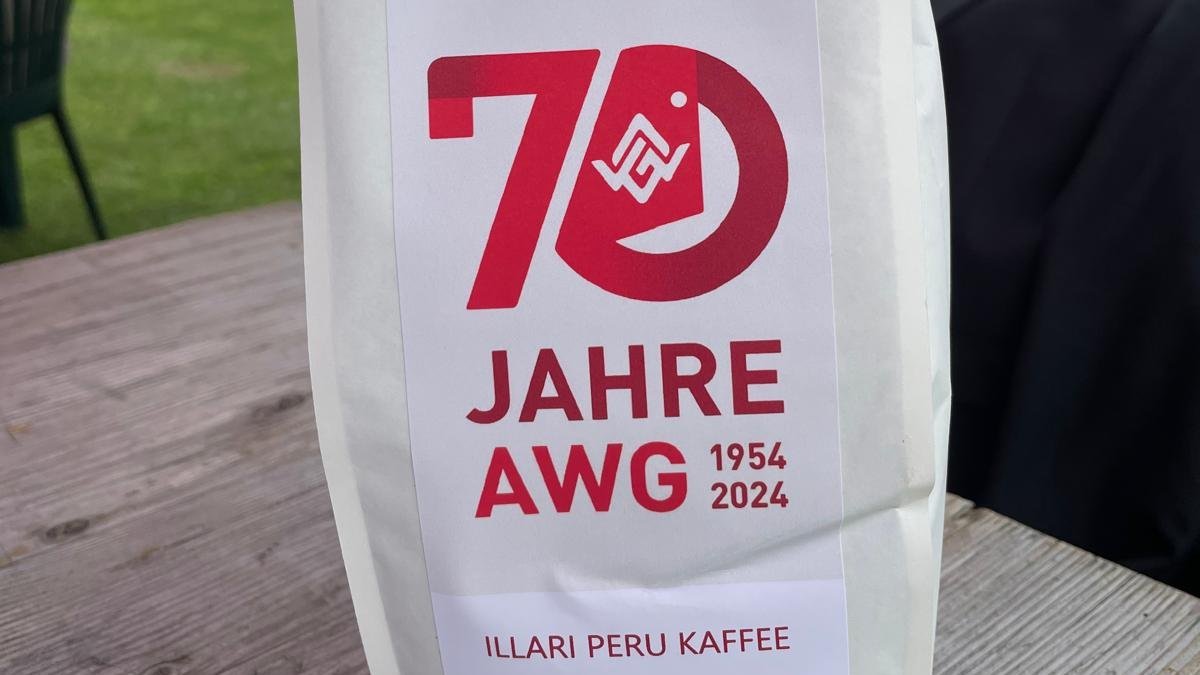 70
JAHRE
AWG 1954
2024
ILLARI PERU KAFFEE